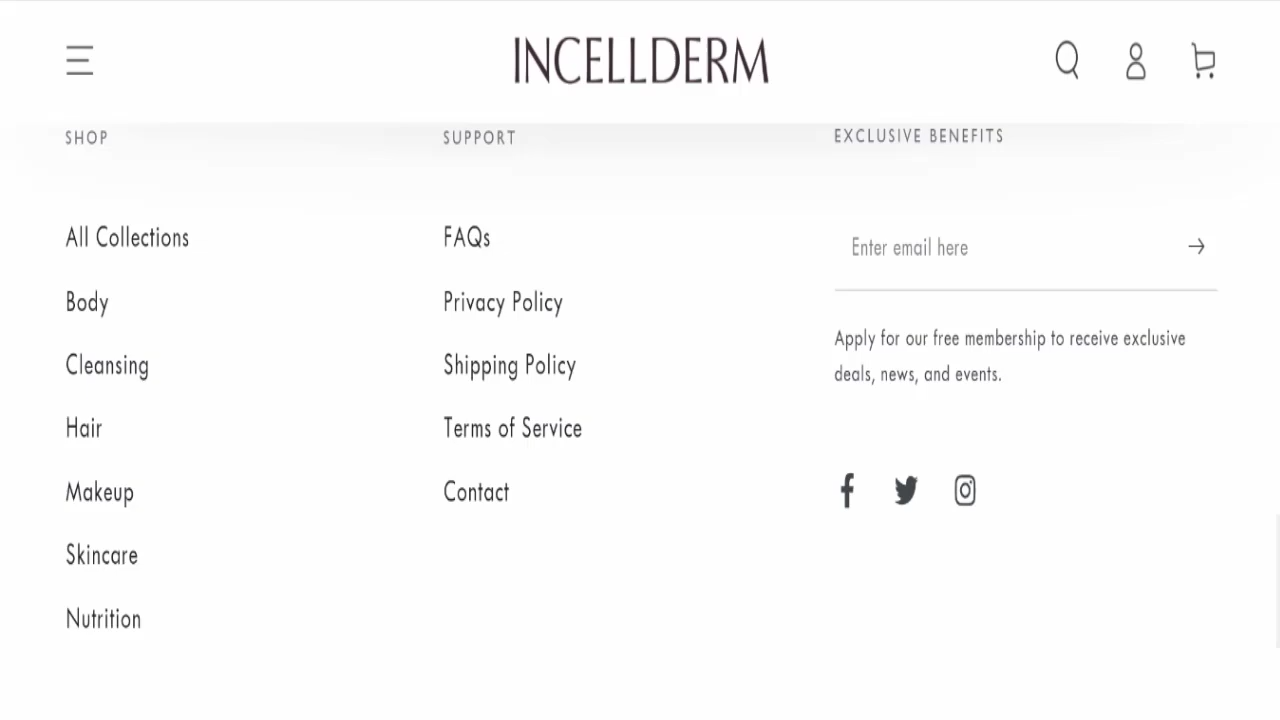 INCELLDERM
SHOP
All Collections
Body
Cleansing
Hair
Makeup
Skincare
Nutrition
SUPPORT
FAQs
Privacy Policy
Shipping Policy
Terms of Service
Contact
EXCLUSIVE BENEFITS
Enter email here
Apply for our free membership to receive exclusive
deals, news, and events.